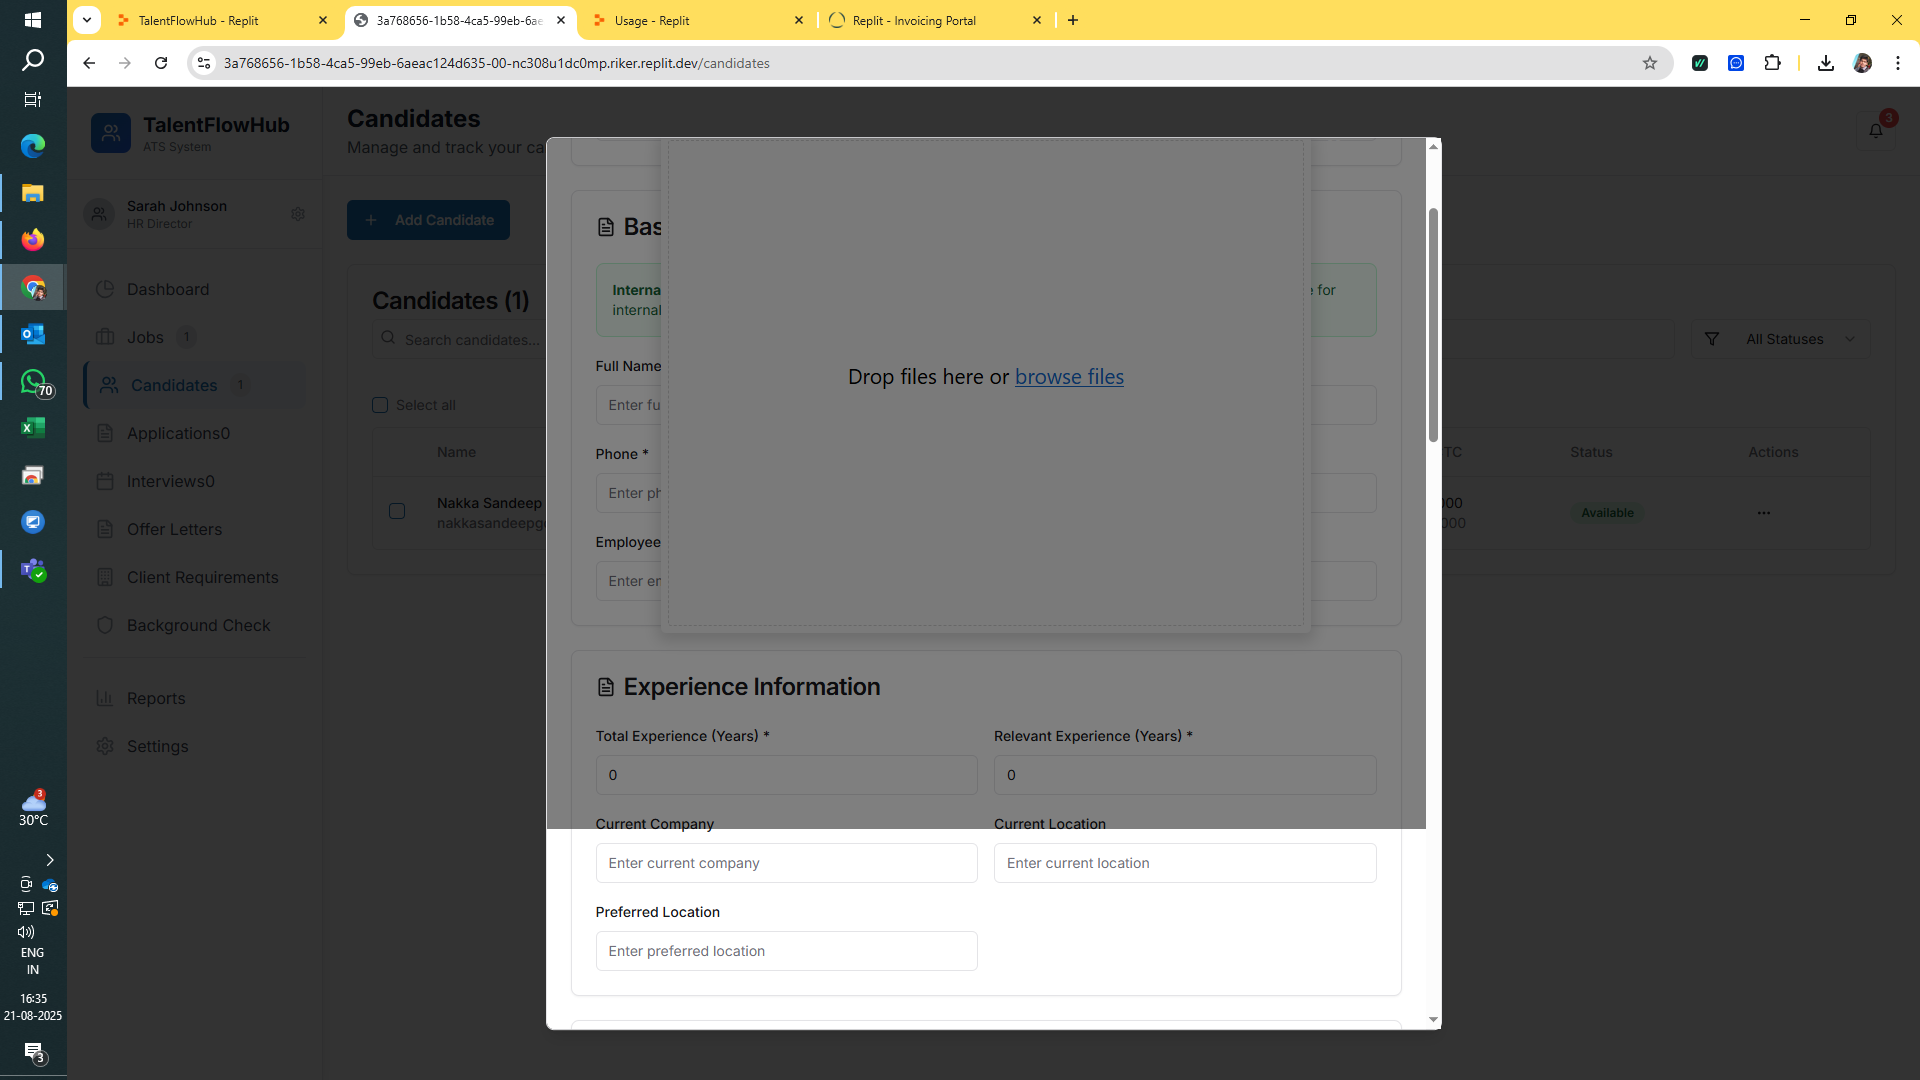 TalentFlowHub - Replit
3a768656-1b58-4ca5-99eb-6ae
Usage - Replit
Replit - Invoicing Portal
3a768656-1b58-4ca5-99eb-6aeac124d635-00-nc308u1dc0mp.riker.replit.dev/candidates
TalentFlowHub
ATS System
Candidates
Manage and track your ca
3
Sarah Johnson
HR Director
Add Candidate
Dashboard
Jobs 1
Candidates 1
Applications0
Interviews0
Offer Letters
Client Requirements
Background Check
Reports
Settings
Candidates (1)
Search candidates...
All Statuses
Select all
Name
TC
Status
Actions
Nakka Sandeep
nakkasandeepg
000
000
Available
Bas
Interna
e for
internal
Full Name
Enter fu
Phone *
Enter ph
Employee
Enter em
Drop files here or browse files
Experience Information
Total Experience (Years) *
Relevant Experience (Years) *
0
0
Current Company
Current Location
Enter current company
Enter current location
Preferred Location
Enter preferred location
70
3
30°C
ENG
IN
16:35
21-08-2025
3